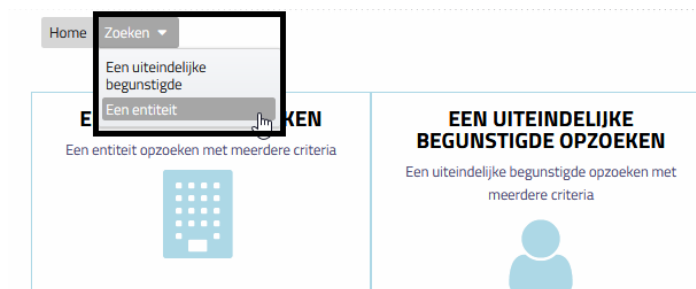 Home Zoeken
Een uiteindelijke
begunstigde
Een entiteit
E KEN
Een entiteit opzoeken met meerdere criteria
EEN UITEINDELIJKE
BEGUNSTIGDE OPZOEKEN
Een uiteindelijke begunstigde opzoeken met
meerdere criteria